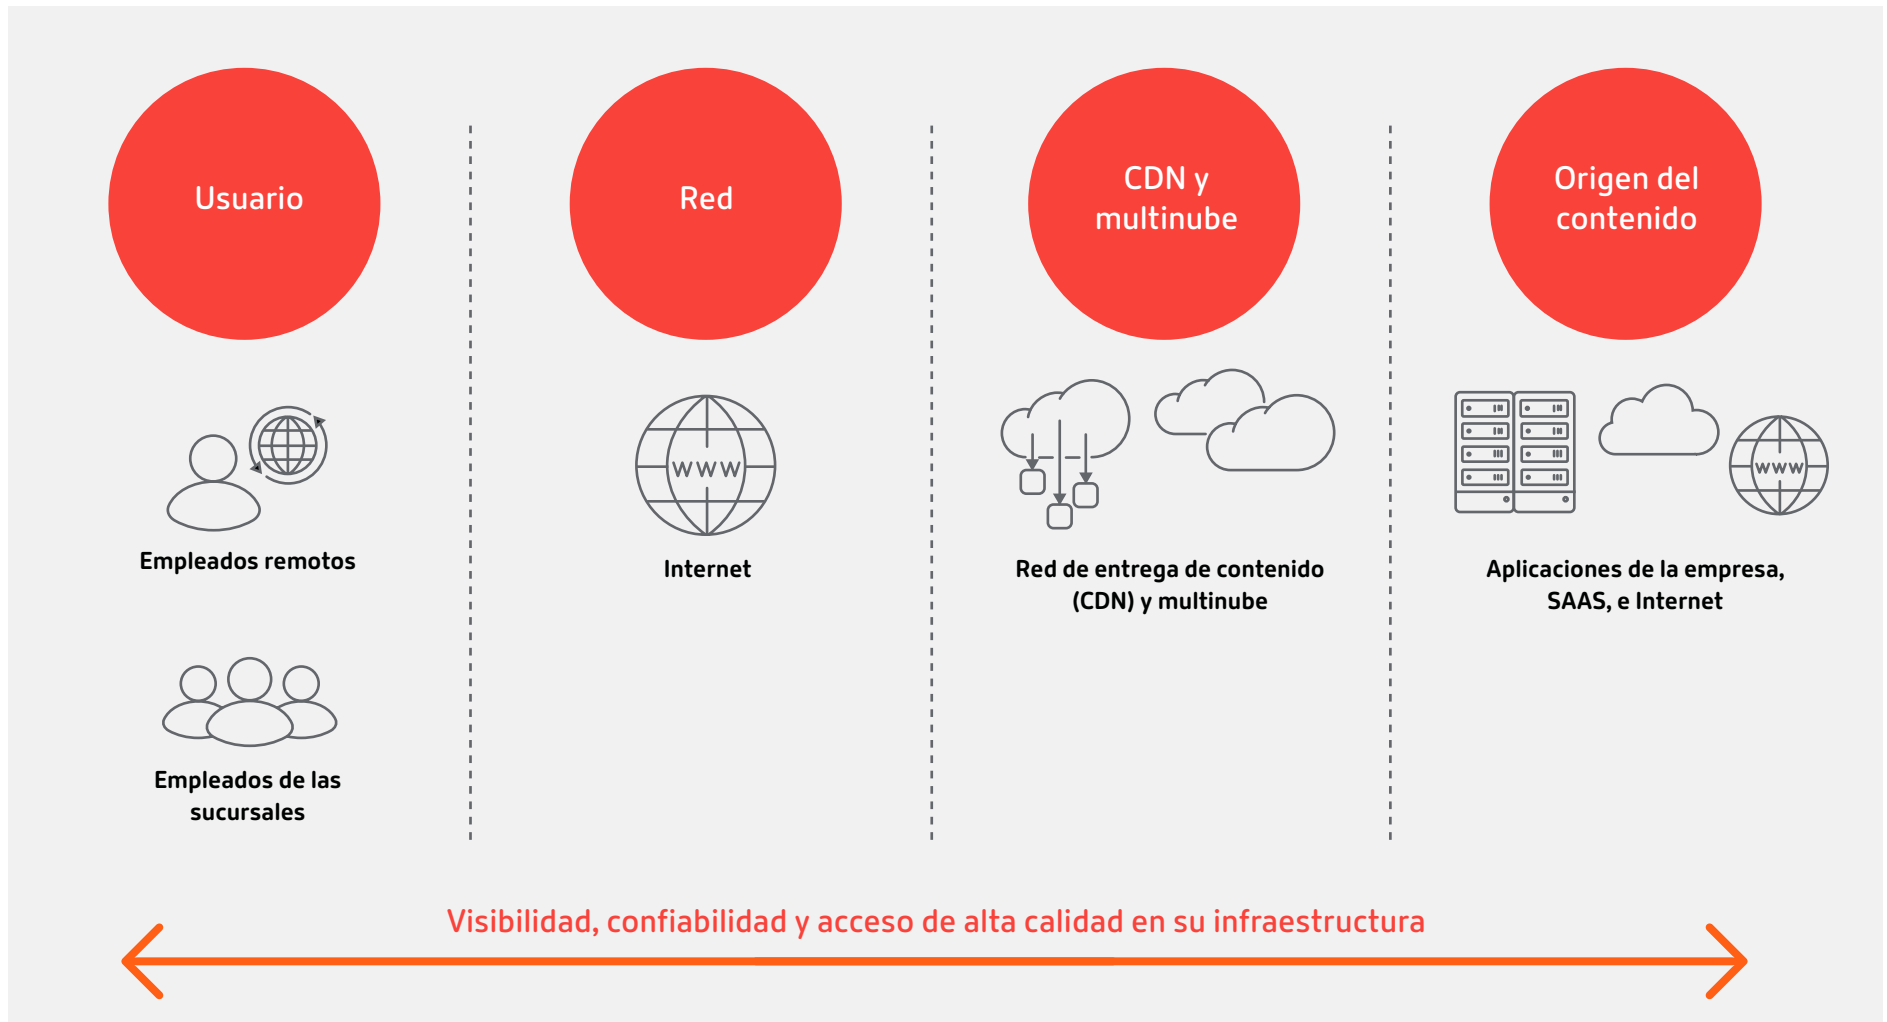 Usuario
Empleados remotos
Empleados de las
sucursales
Red
WWW
Internet
CDN y
multinube
Red de entrega de contenido
(CDN) y multinube
Origen del
contenido
WWW
Aplicaciones de la empresa,
SAAS, e Internet
Visibilidad, confiabilidad y acceso de alta calidad en su infraestructura